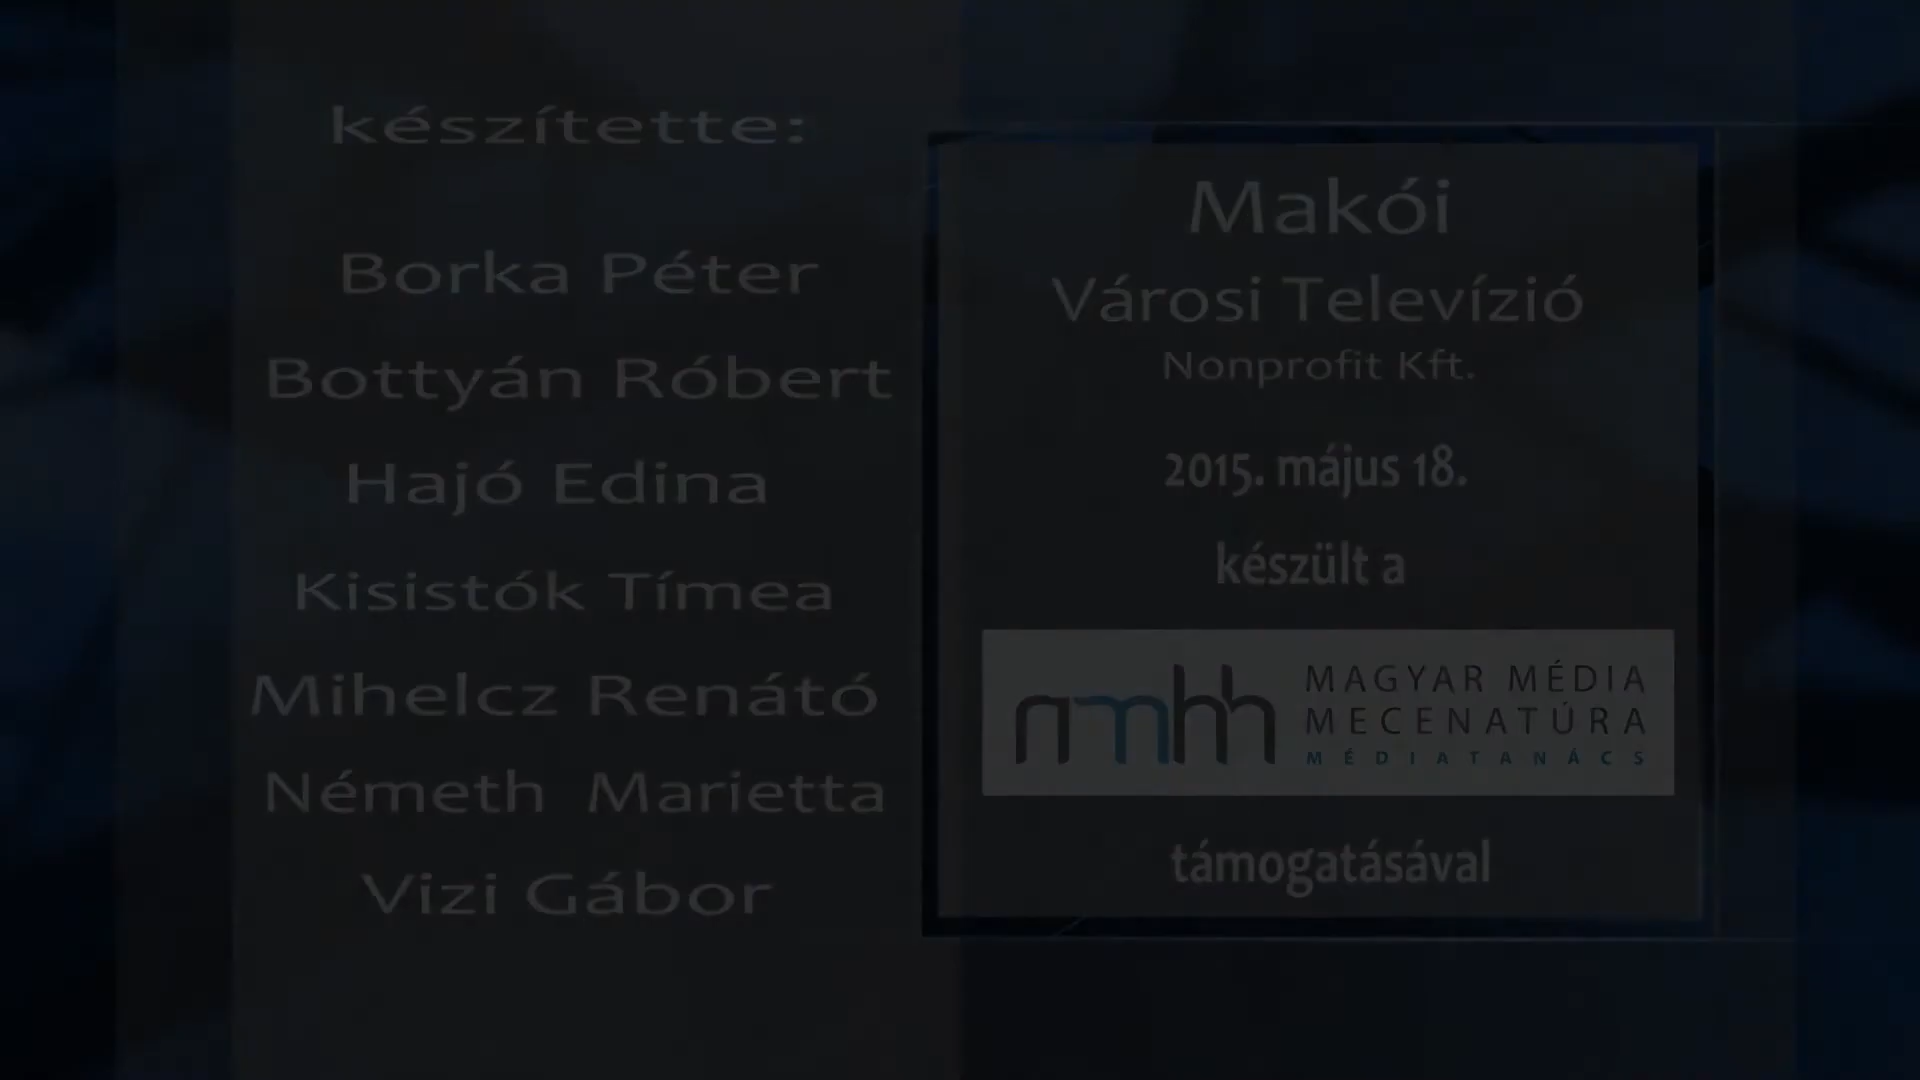 készítette:
Borka Péter
Bottyán Róbert
Hajó Edina
Kisistók Tímea
Mihelcz Renátó
Németh Marietta
Vizi Gábor
Makói
Városi Televízió
Nonprofit Kft.
2015. május 18.
készült a
nmhh
MAGYAR MÉDIA
MECENATÚRA
MÉDIATANÁCS
támogatásával